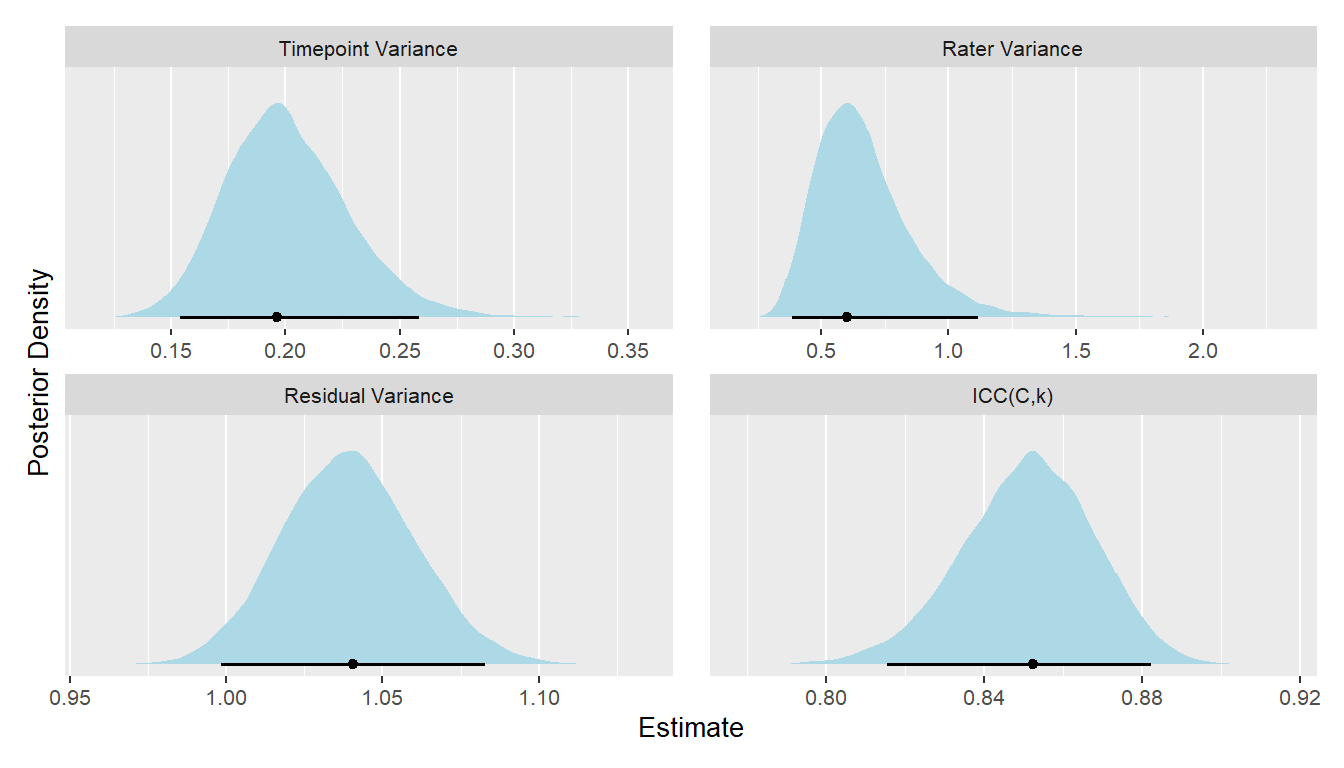 Timepoint Variance
Rater Variance
0.15 0.20 0.25 0.30 0.35
0.5 1.0 1.5 2.0
Posterior Density
Residual Variance
ICC(C,k)
0.95 1.00 1.05 1.10
0.80 0.84 0.88 0.92
Estimate